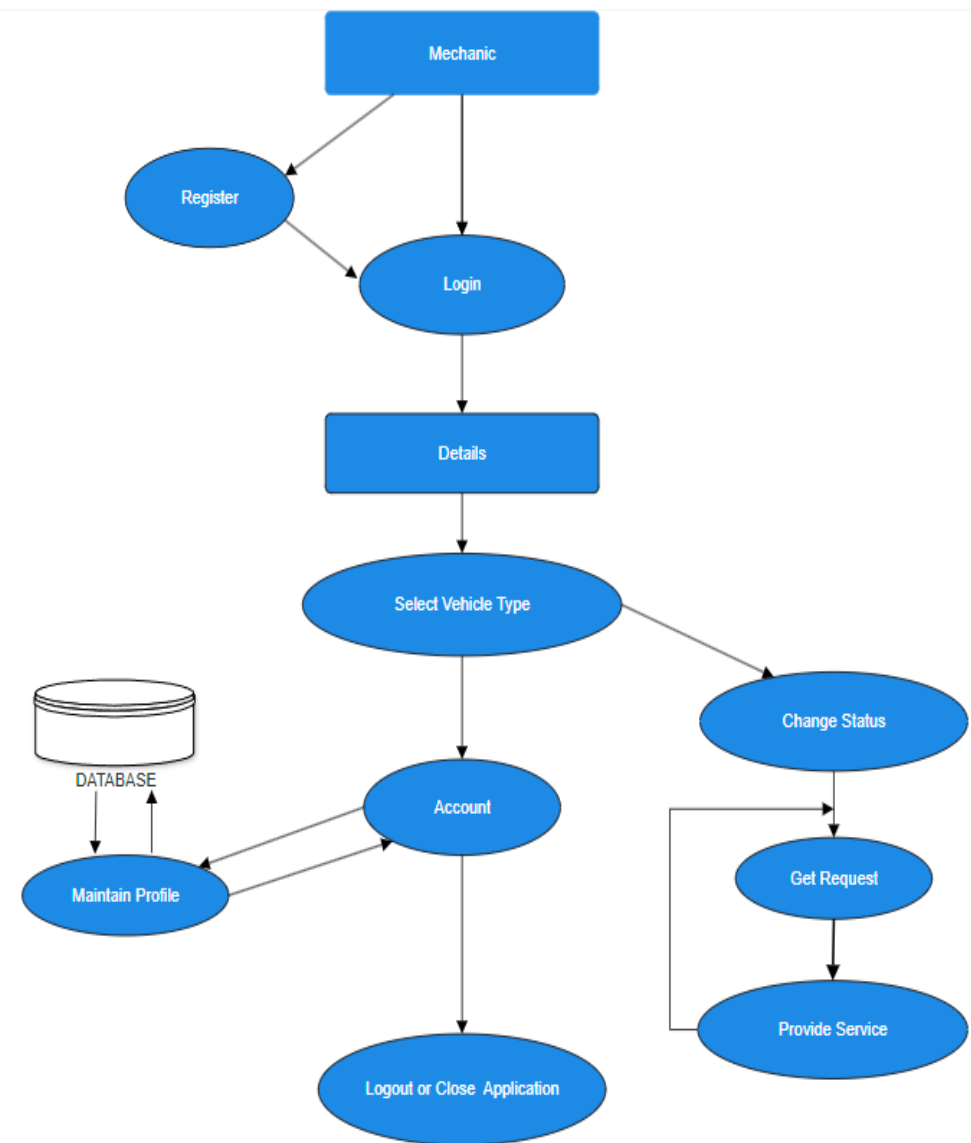 Mechanic
Register
Login
Details
Select Vehicle Type
Change Status
DATABASE
Account
Get Request
Maintain Profile
Provide Service
Logout or Close Application